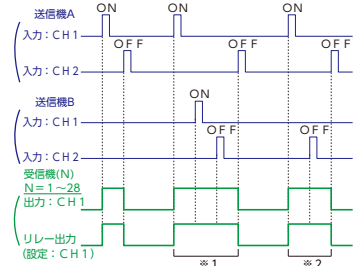 送信機A
ON ON ON
入力：CH1
OFF OFF OFF
入力：CH2
送信機B
ON
入力：CH1
OFF OFF
入力：CH2
受信機(N)
N＝1～28
出力：CH1
リレー出力
(設定：CH1)
※1 ※2